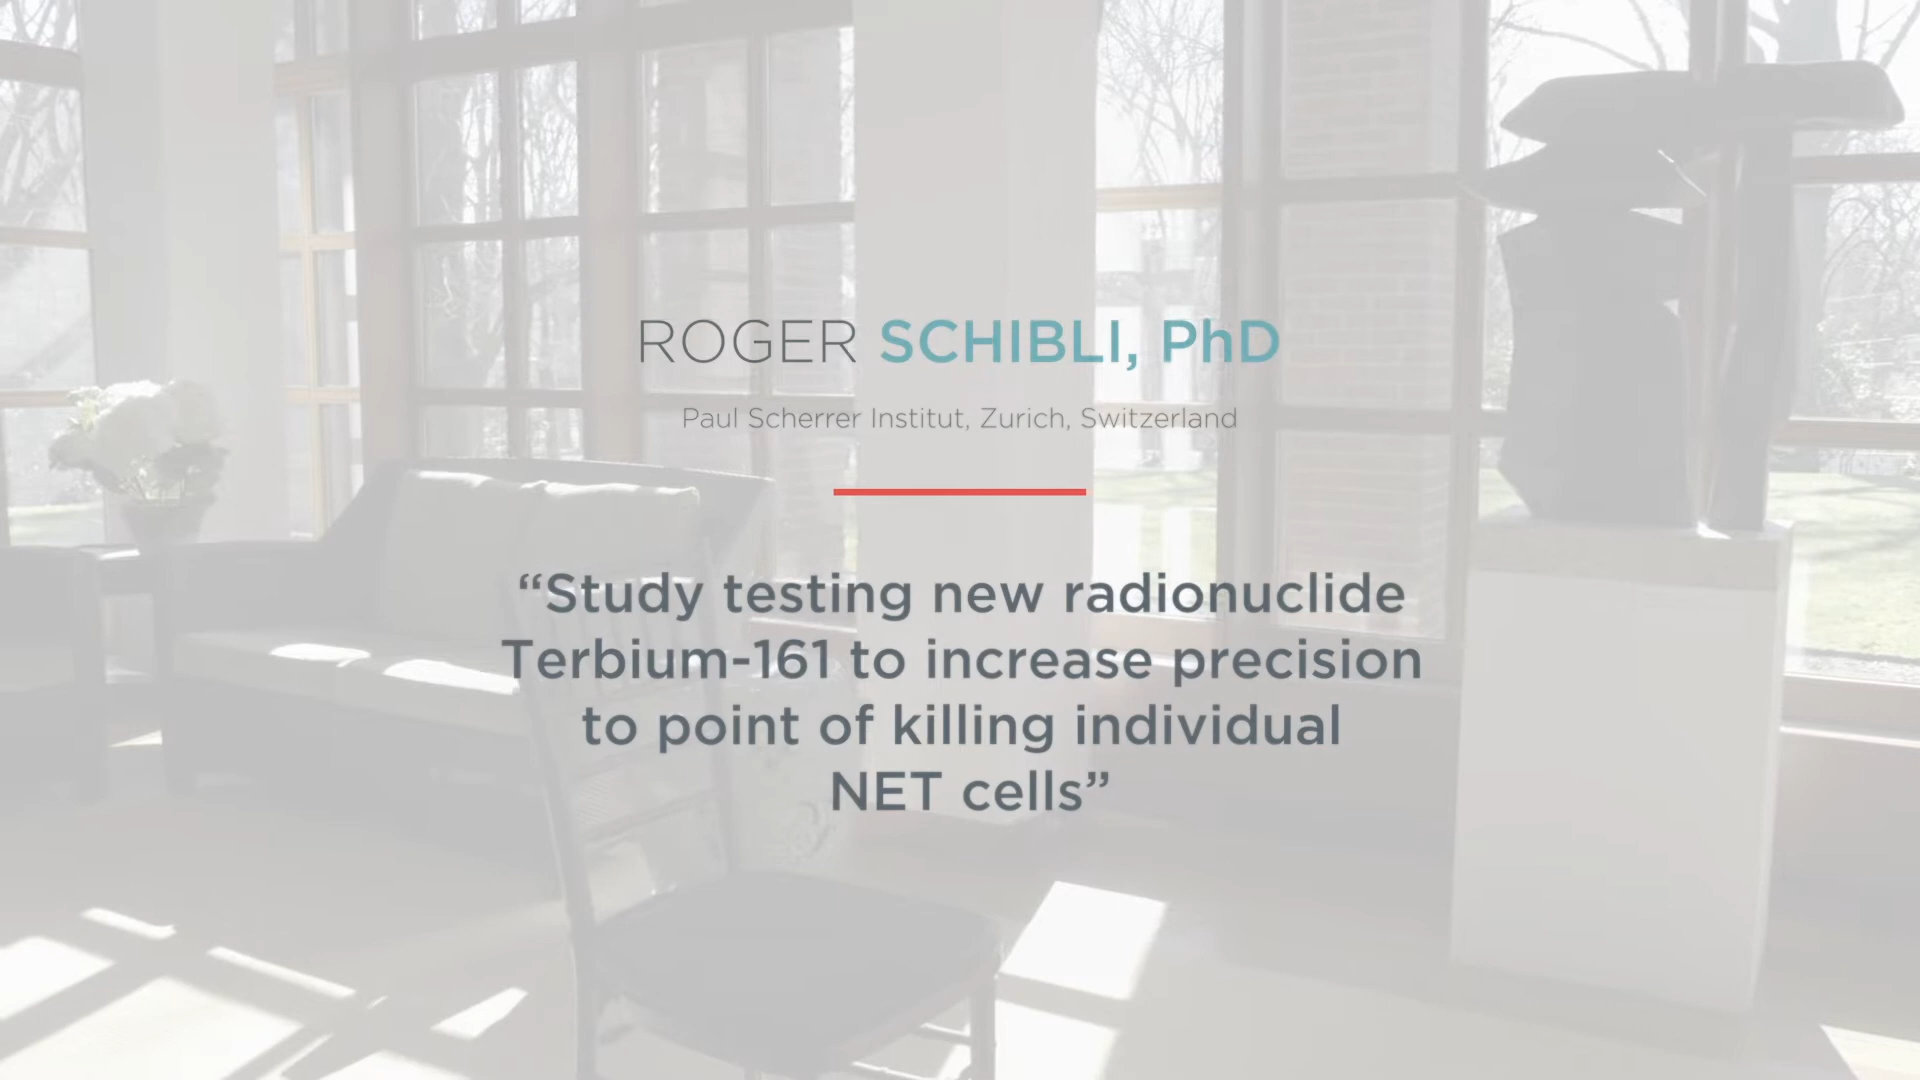 ROGER SCHIBLI, PhD
Paul Scherrer Institut, Zurich, Switzerland
“Study testing new radionuclide
Terbium-161 to increase precision
to point of killing individual
NET cells”